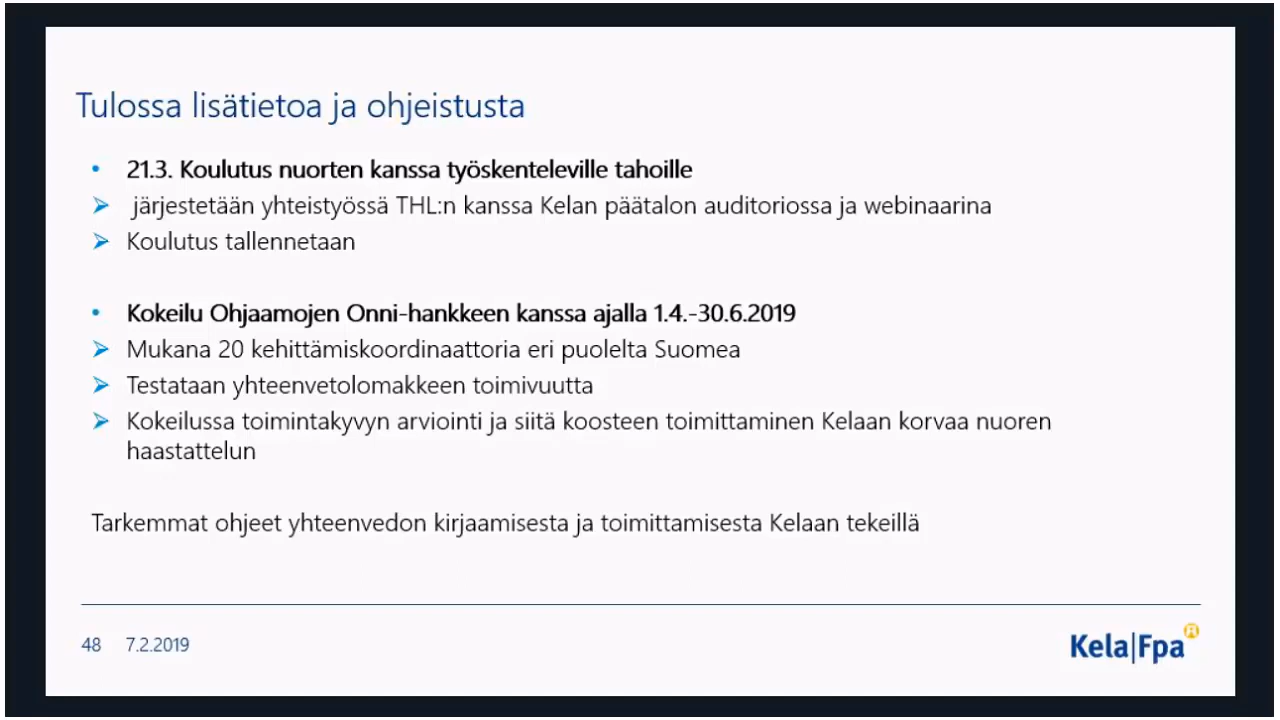 Tulossa lisätietoa ja ohjeistusta
• 21.3. Koulutus nuorten kanssa työskenteleville tahoille
➢ järjestetään yhteistyössä THL:n kanssa Kelan päätalon auditoriossa ja webinaarina
➢ Koulutus tallennetaan
• Kokeilu Ohjaamojen Onni-hankkeen kanssa ajalla 1.4.-30.6.2019
➢ Mukana 20 kehittämiskoordinaattoria eri puolelta Suomea
➢ Testataan yhteenvetolomakkeen toimivuutta
➢ Kokeilussa toimintakyvyn arviointi ja siitä koosteen toimittaminen Kelaan korvaa nuoren
haastattelun
Tarkemmat ohjeet yhteenvedon kirjaamisesta ja toimittamisesta Kelaan tekeillä
48 7.2.2019
Kela|Fpa